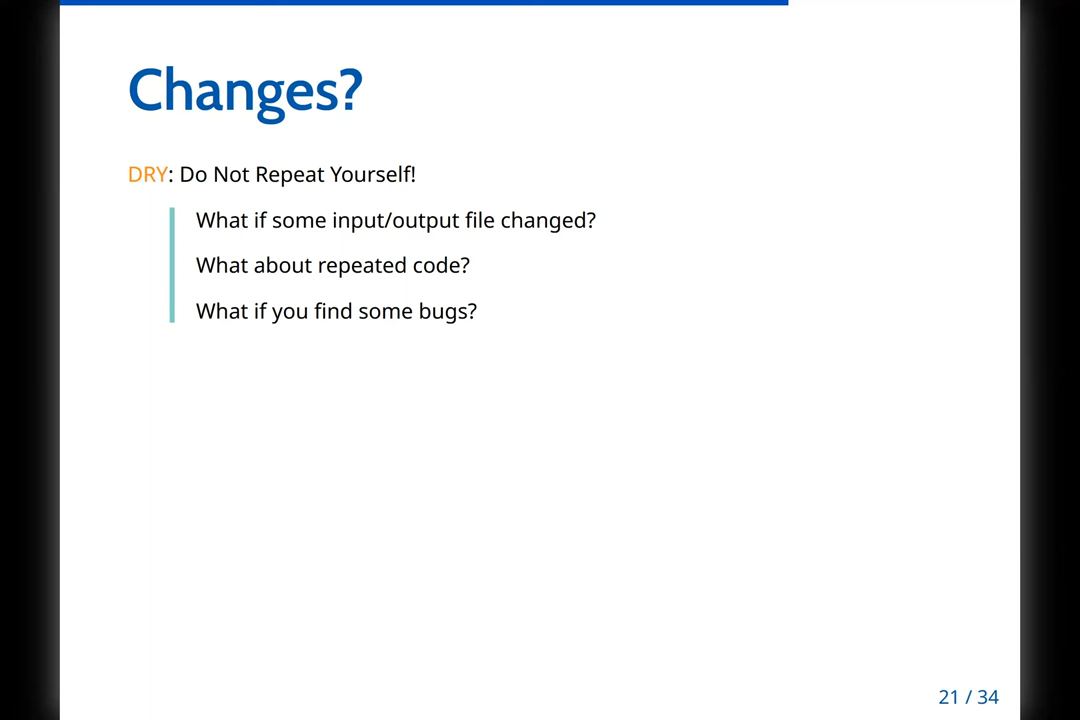 Changes?
DRY: Do Not Repeat Yourself!
What if some input/output file changed?
What about repeated code?
What if you find some bugs?
21 / 34